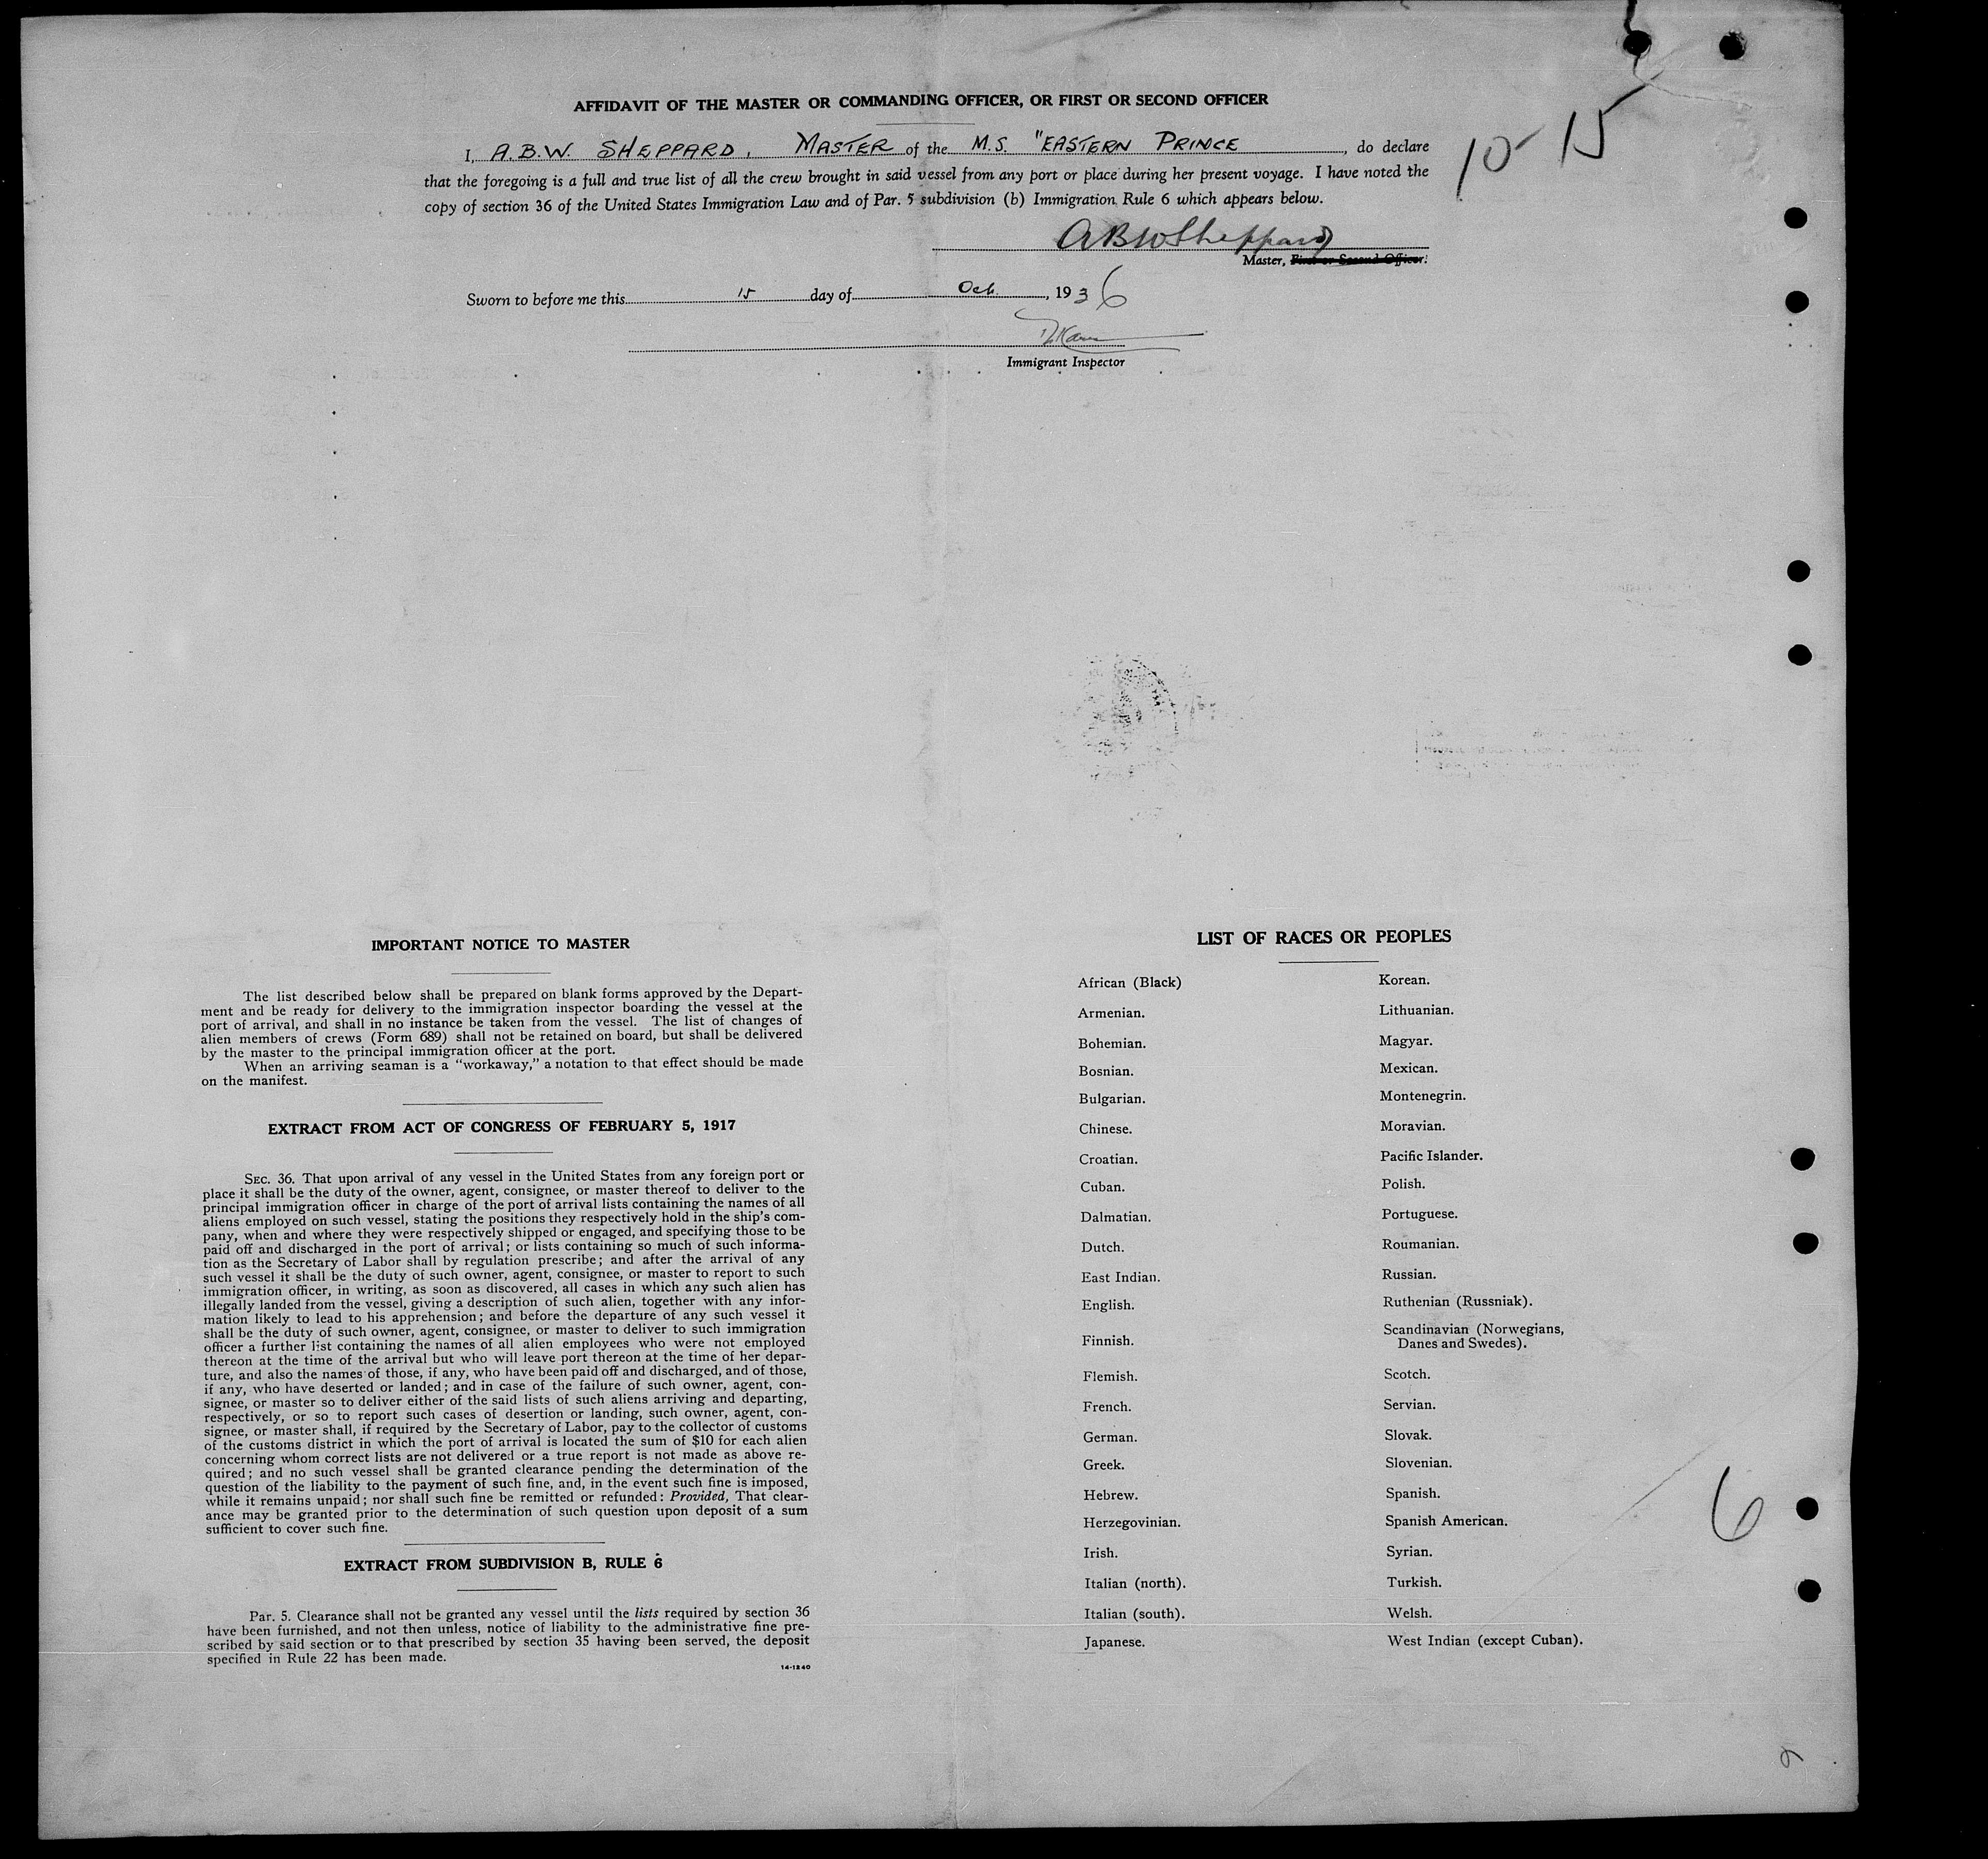 AFFIDAVIT OF THE MASTER OR COMMANDING OFFICER, OR FIRST OR SECOND OFFICER
I, A.B.W. SHEPPARD, MASTER of the M.S. "EASTERN PRINCE, do declare
that the foregoing is a full and true list of all the crew brought in said vessel from any port or place during her present voyage. I have noted the
copy of section 36 of the United States Immigration Law and of Par. 5 subdivision (b) Immigration Rule 6 which appears below.
10 15
ABWSheppard
Master, First or Second Officer.
Sworn to before me this 15 day of Oct., 1936
Immigrant Inspector
IMPORTANT NOTICE TO MASTER
The list described below shall be prepared on blank forms approved by the Depart-
ment and be ready for delivery to the immigration inspector boarding the vessel at the
port of arrival, and shall in no instance be taken from the vessel. The list of changes of
alien members of crews (Form 689) shall not be retained on board, but shall be delivered
by the master to the principal immigration officer at the port.
When an arriving seaman is a “workaway,” a notation to that effect should be made
on the manifest.
EXTRACT FROM ACT OF CONGRESS OF FEBRUARY 5, 1917
SEC. 36. That upon arrival of any vessel in the United States from any foreign port or
place it shall be the duty of the owner, agent, consignee, or master thereof to deliver to the
principal immigration officer in charge of the port of arrival lists containing the names of all
aliens employed on such vessel, stating the positions they respectively hold in the ship's com-
pany, when and where they were respectively shipped or engaged, and specifying those to be
paid off and discharged in the port of arrival; or lists containing so much of such informa-
tion as the Secretary of Labor shall by regulation prescribe; and after the arrival of any
such vessel it shall be the duty of such owner, agent, consignee, or master to report to such
immigration officer, in writing, as soon as discovered, all cases in which any such alien has
illegally landed from the vessel, giving a description of such alien, together with any infor-
mation likely to lead to his apprehension; and before the departure of any such vessel it
shall be the duty of such owner, agent, consignee, or master to deliver to such immigration
officer a further list containing the names of all alien employees who were not employed
thereon at the time of the arrival but who will leave port thereon at the time of her depar-
ture, and also the names of those, if any, who have been paid off and discharged, and of those,
if any, who have deserted or landed; and in case of the failure of such owner, agent, con-
signee, or master so to deliver either of the said lists of such aliens arriving and departing,
respectively, or so to report such cases of desertion or landing, such owner, agent, con-
signee, or master shall, if required by the Secretary of Labor, pay to the collector of customs
of the customs district in which the port of arrival is located the sum of $10 for each alien
concerning whom correct lists are not delivered or a true report is not made as above re-
quired; and no such vessel shall be granted clearance pending the determination of the
question of the liability to the payment of such fine, and, in the event such fine is imposed,
while it remains unpaid; nor shall such fine be remitted or refunded: Provided, That clear-
ance may be granted prior to the determination of such question upon deposit of a sum
sufficient to cover such fine.
EXTRACT FROM SUBDIVISION B, RULE 6
Par. 5. Clearance shall not be granted any vessel until the lists required by section 36
have been furnished, and not then unless, notice of liability to the administrative fine pre-
scribed by said section or to that prescribed by section 35 having been served, the deposit
specified in Rule 22 has been made.
14-1240
LIST OF RACES OR PEOPLES
African (Black)
Armenian.
Bohemian.
Bosnian.
Bulgarian.
Chinese.
Croatian.
Cuban.
Dalmatian.
Dutch.
East Indian.
English.
Finnish.
Flemish.
French.
German.
Greek.
Hebrew.
Herzegovinian.
Irish.
Italian (north).
Italian (south).
Japanese.
Korean.
Lithuanian.
Magyar.
Mexican.
Montenegrin.
Moravian.
Pacific Islander.
Polish.
Portuguese.
Roumanian.
Russian.
Ruthenian (Russniak).
Scandinavian (Norwegians,
Danes and Swedes).
Scotch.
Servian.
Slovak.
Slovenian.
Spanish.
Spanish American.
Syrian.
Turkish.
Welsh.
West Indian (except Cuban).
6